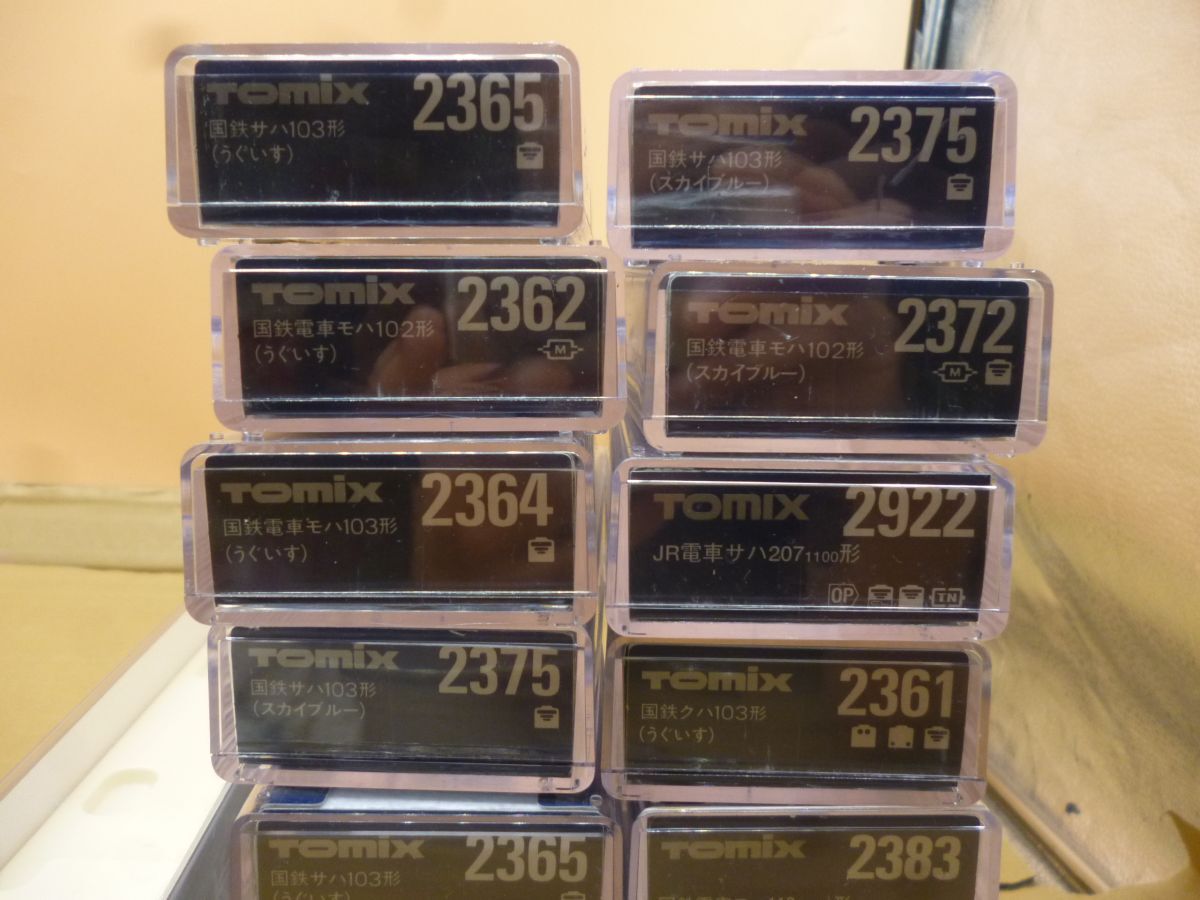 TOMIX 2365
国鉄サハ103形
(うぐいす)
TOMIX 2362
国鉄電車モハ102形
(うぐいす)
M
TOMIX 2364
国鉄電車モハ103形
(うぐいす)
TOMIX 2375
国鉄サハ103形
(スカイブルー)
TOMIX 2365
国鉄サハ103形
(うぐいす)
TOMIX 2375
国鉄サハ103形
(スカイブルー)
TOMIX 2372
国鉄電車モハ102形
(スカイブルー)
M
TOMIX 2922
JR電車サハ207 1100形
OP TN
TOMIX 2361
国鉄クハ103形
(うぐいす)
TOMIX 2383